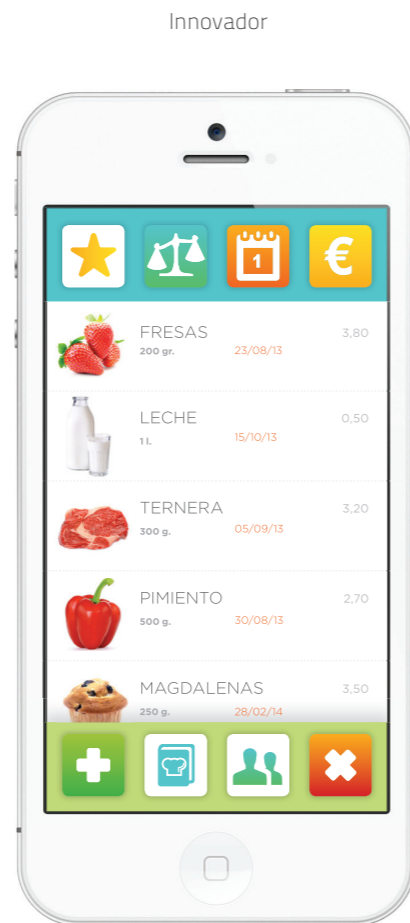 Innovador
1
€
FRESAS 3,80
200 gr. 23/08/13
LECHE 0,50
1 l. 15/10/13
TERNERA 3,20
300 g. 05/09/13
PIMIENTO 2,70
500 g. 30/08/13
MAGDALENAS 3,50
250 g. 28/02/14